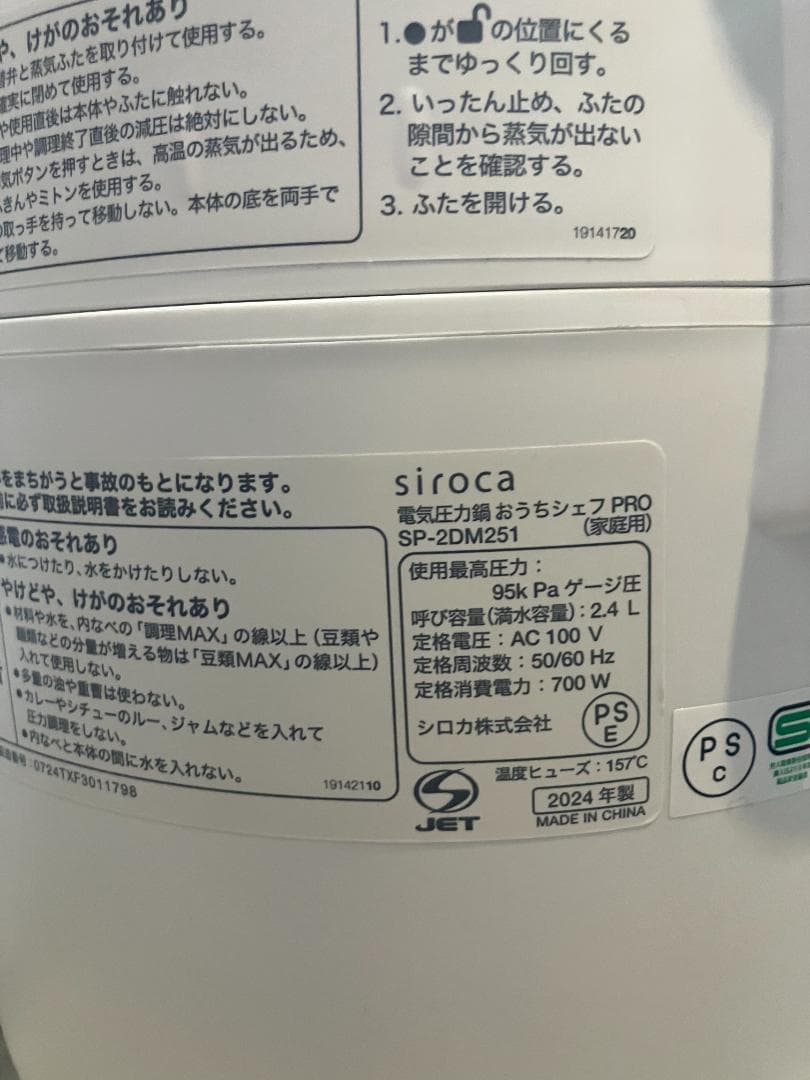 や、けがのおそれあり
弁と蒸気ふたを取り付けて使用する。
確実に閉めて使用する。
や使用直後は本体やふたに触れない。
理中や調理終了直後の減圧は絶対にしない。
気ボタンを押すときは、高温の蒸気が出るため、
きんやミトンを使用する。
の取っ手を持って移動しない。本体の底を両手で
て移動する。
1.●が🔓の位置にくる
までゆっくり回す。
2. いったん止め、ふたの
隙間から蒸気が出ない
ことを確認する。
3. ふたを開ける。
19141720
をまちがうと事故のもとになります。
前に必ず取扱説明書をお読みください。
感電のおそれあり
●水につけたり、水をかけたりしない。
やけどや、けがのおそれあり
●材料や水を、内なべの「調理MAX」の線以上(豆類や
麺類などの分量が増える物は「豆類MAX」の線以上)
入れて使用しない。
●多量の油や重曹は使わない。
●カレーやシチューのルー、ジャムなどを入れて
圧力調理をしない。
●内なべと本体の間に水を入れない。
番号:0724TXF3011798
19142110
siroca
電気圧力鍋 おうちシェフ PRO
SP-2DM251
(家庭用)
使用最高圧力:
95k Pa ゲージ圧
呼び容量(満水容量):2.4 L
定格電圧:AC 100 V
定格周波数:50/60 Hz
定格消費電力:700 W
シロカ株式会社
PS
E
温度ヒューズ:157℃
JET
2024 年製
MADE IN CHINA
PS
C
S